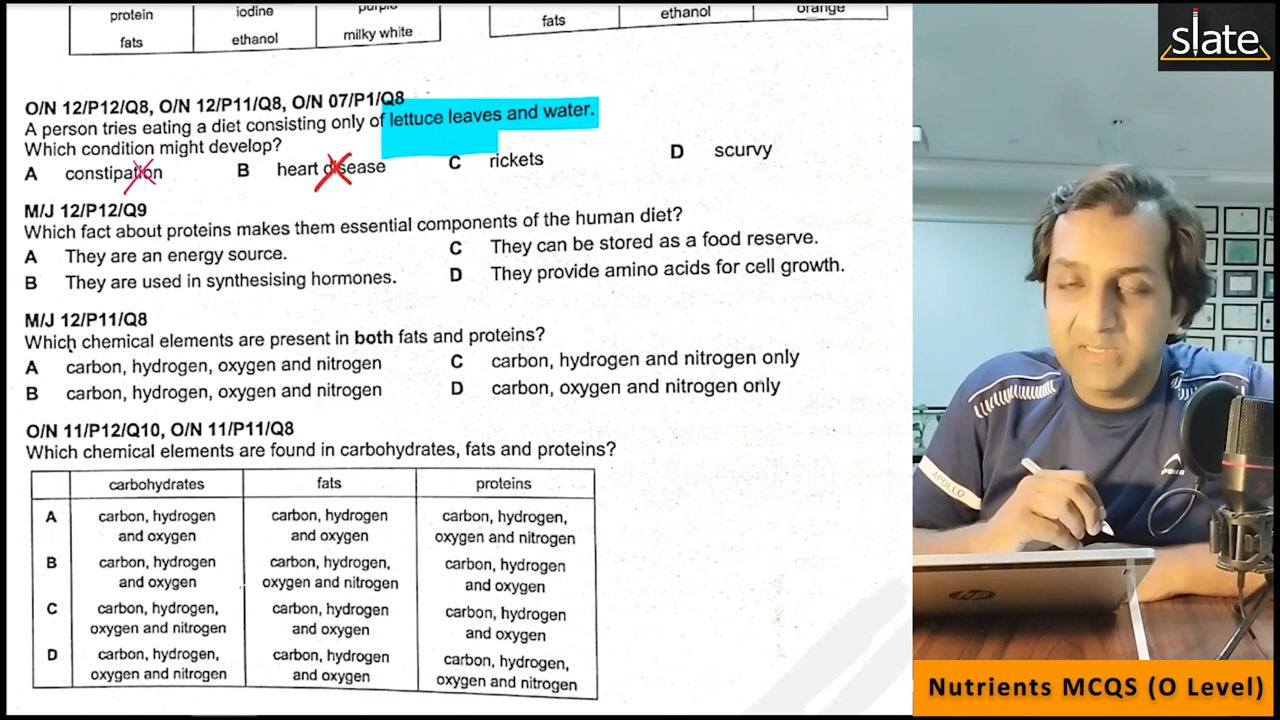 protein iodine purple
fats ethanol milky white
fats ethanol orange
slate
O/N 12/P12/Q8, O/N 12/P11/Q8, O/N 07/P1/Q8
A person tries eating a diet consisting only of lettuce leaves and water.
Which condition might develop?
A constipation B heart disease C rickets D scurvy
M/J 12/P12/Q9
Which fact about proteins makes them essential components of the human diet?
A They are an energy source. C They can be stored as a food reserve.
B They are used in synthesising hormones. D They provide amino acids for cell growth.
M/J 12/P11/Q8
Which chemical elements are present in both fats and proteins?
A carbon, hydrogen, oxygen and nitrogen C carbon, hydrogen and nitrogen only
B carbon, hydrogen, oxygen and nitrogen D carbon, oxygen and nitrogen only
O/N 11/P12/Q10, O/N 11/P11/Q8
Which chemical elements are found in carbohydrates, fats and proteins?
carbohydrates fats proteins
A carbon, hydrogen carbon, hydrogen carbon, hydrogen,
and oxygen and oxygen oxygen and nitrogen
B carbon, hydrogen carbon, hydrogen, carbon, hydrogen
and oxygen oxygen and nitrogen and oxygen
C carbon, hydrogen, carbon, hydrogen carbon, hydrogen
oxygen and nitrogen and oxygen and oxygen
D carbon, hydrogen, carbon, hydrogen carbon, hydrogen,
oxygen and nitrogen and oxygen oxygen and nitrogen
APOLLO
APOLLO
hp
Nutrients MCQS (O Level)